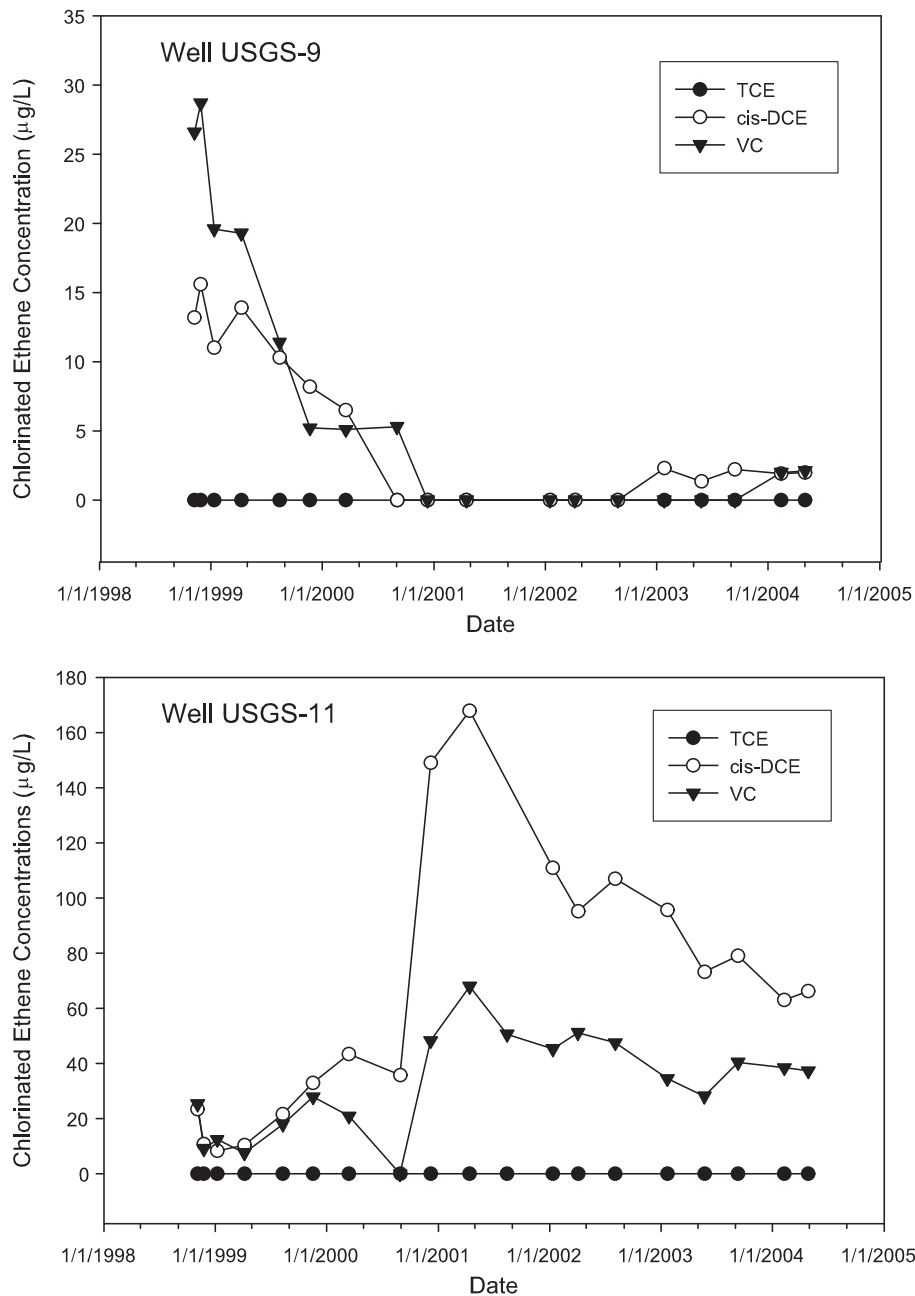 Well USGS-9
TCE
cis-DCE
VC
Chlorinated Ethene Concentration (μg/L)
35
30
25
20
15
10
5
0
1/1/1998 1/1/1999 1/1/2000 1/1/2001 1/1/2002 1/1/2003 1/1/2004 1/1/2005
Date
Well USGS-11
TCE
cis-DCE
VC
Chlorinated Ethene Concentrations (μg/L)
180
160
140
120
100
80
60
40
20
0
1/1/1998 1/1/1999 1/1/2000 1/1/2001 1/1/2002 1/1/2003 1/1/2004 1/1/2005
Date